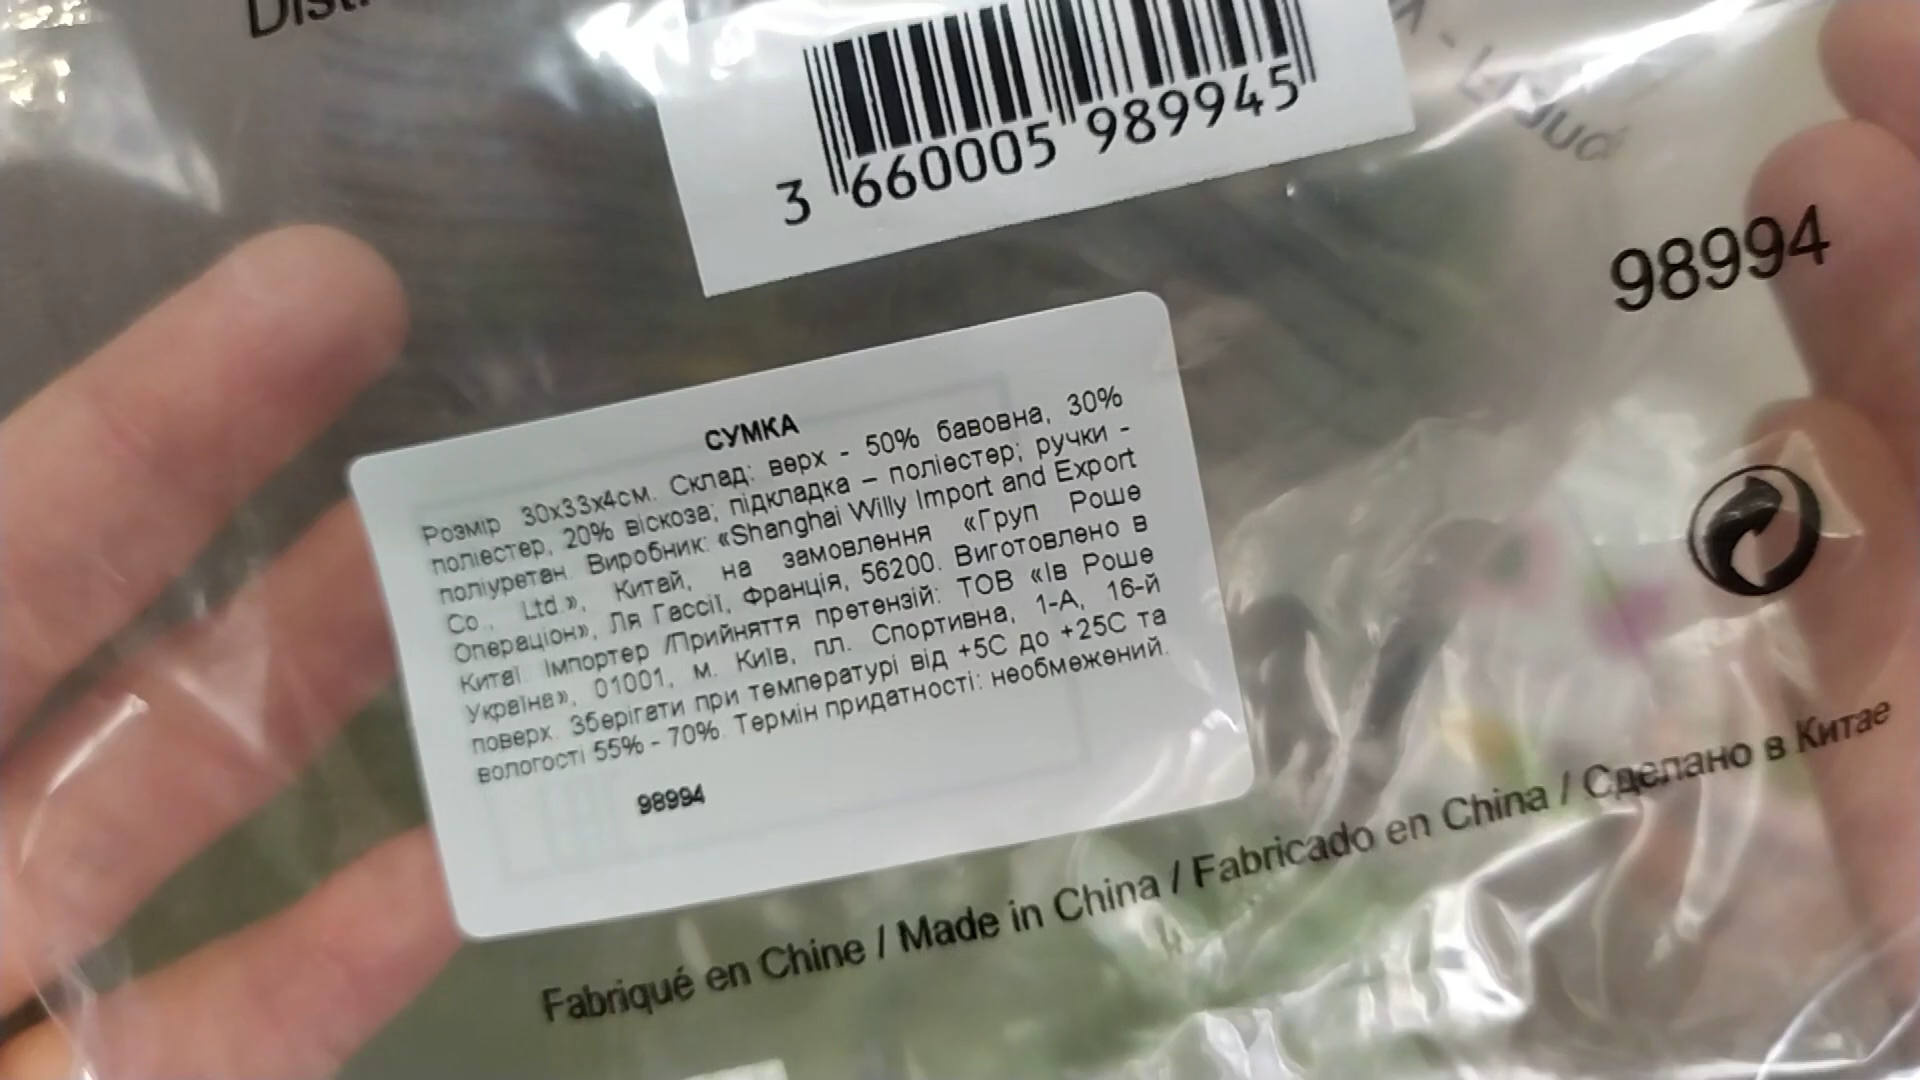 3 660005 989945
98994
СУМКА
Розмір 30х33х4см. Склад: верх - 50% бавовна, 30%
поліестер, 20% віскоза; підкладка – поліестер; ручки -
поліуретан. Виробник: «Shanghai Willy Import and Export
Co., Ltd.», Китай, на замовлення «Груп Роше
Операціон», Ля Гассії, Франція, 56200. Виготовлено в
Китаї. Імпортер /Прийняття претензій: ТОВ «Ів Роше
Україна», 01001, м. Київ, пл. Спортивна, 1-А, 16-й
поверх. Зберігати при температурі від +5С до +25С та
вологості 55% - 70%. Термін придатності: необмежений.
98994
Fabriqué en Chine / Made in China / Fabricado en China / Сделано в Китае